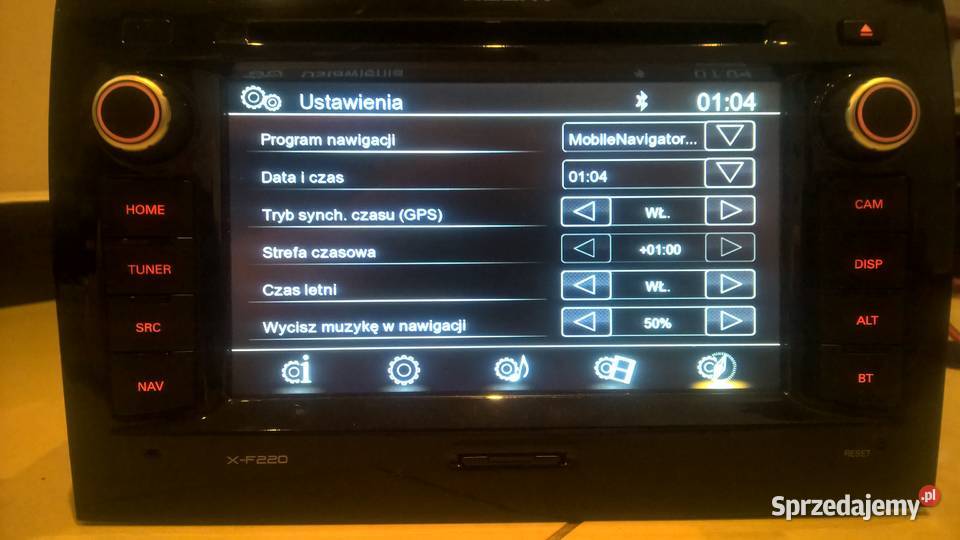 Ustawienia 01:04
Program nawigacji MobileNavigator...
Data i czas 01:04
Tryb synch. czasu (GPS) WŁ.
Strefa czasowa +01:00
Czas letni WŁ.
Wycisz muzykę w nawigacji 50%
HOME
TUNER
SRC
NAV
CAM
DISP
ALT
BT
X-F220
RESET
Sprzedajemy.pl